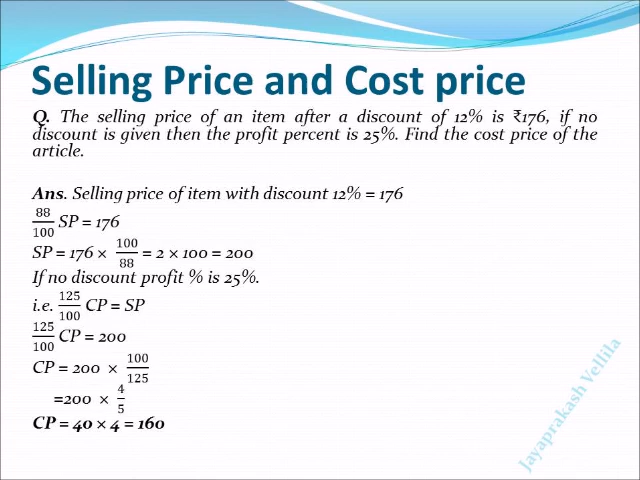 Selling Price and Cost price
Q. The selling price of an item after a discount of 12% is ₹176, if no
discount is given then the profit percent is 25%. Find the cost price of the
article.
Ans. Selling price of item with discount 12% = 176
88/100 SP = 176
SP = 176 × 100/88 = 2 × 100 = 200
If no discount profit % is 25%.
i.e. 125/100 CP = SP
125/100 CP = 200
CP = 200 × 100/125
=200 × 4/5
CP = 40 × 4 = 160
Jayaprakash Vellila